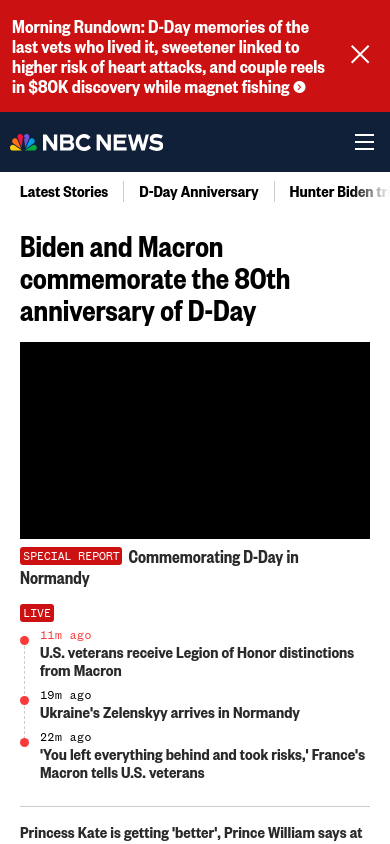 Morning Rundown: D-Day memories of the
last vets who lived it, sweetener linked to
higher risk of heart attacks, and couple reels
in $80K discovery while magnet fishing
NBC NEWS
Latest Stories
D-Day Anniversary
Hunter Biden tri
Biden and Macron
commemorate the 80th
anniversary of D-Day
SPECIAL REPORT Commemorating D-Day in
Normandy
LIVE
11m ago
U.S. veterans receive Legion of Honor distinctions
from Macron
19m ago
Ukraine's Zelenskyy arrives in Normandy
22m ago
'You left everything behind and took risks,' France's
Macron tells U.S. veterans
Princess Kate is getting 'better', Prince William says at